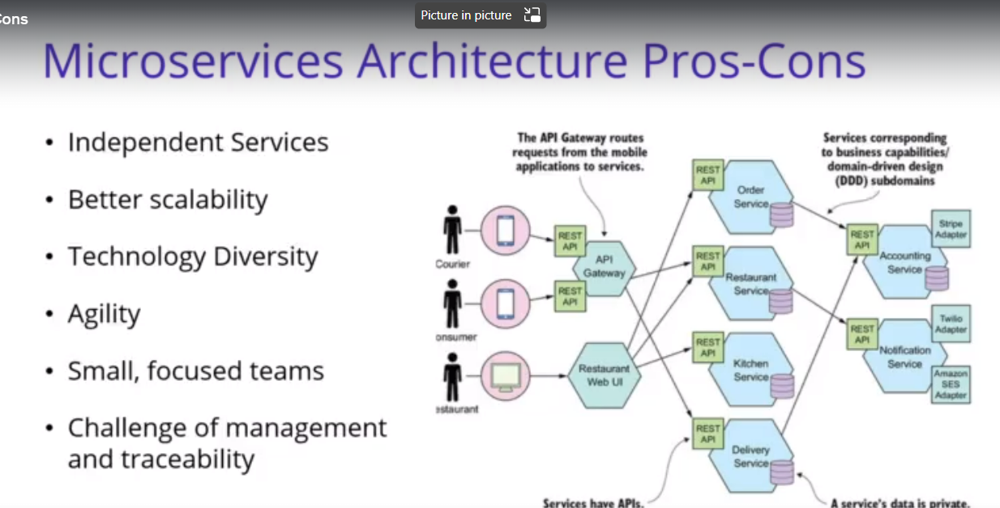 Cons
Picture in picture
Microservices Architecture Pros-Cons
• Independent Services
• Better scalability
• Technology Diversity
• Agility
• Small, focused teams
• Challenge of management
and traceability
The API Gateway routes
requests from the mobile
applications to services.
Services corresponding
to business capabilities/
domain-driven design
(DDD) subdomains
Courier
onsumer
estaurant
REST
API
REST
API
API
Gateway
Restaurant
Web UI
REST
API
Order
Service
REST
API
Restaurant
Service
REST
API
Kitchen
Service
REST
API
Delivery
Service
REST
API
Accounting
Service
Stripe
Adapter
REST
API
Notification
Service
Twilio
Adapter
Amazon
SES
Adapter
Services have APIs.
A service's data is private.